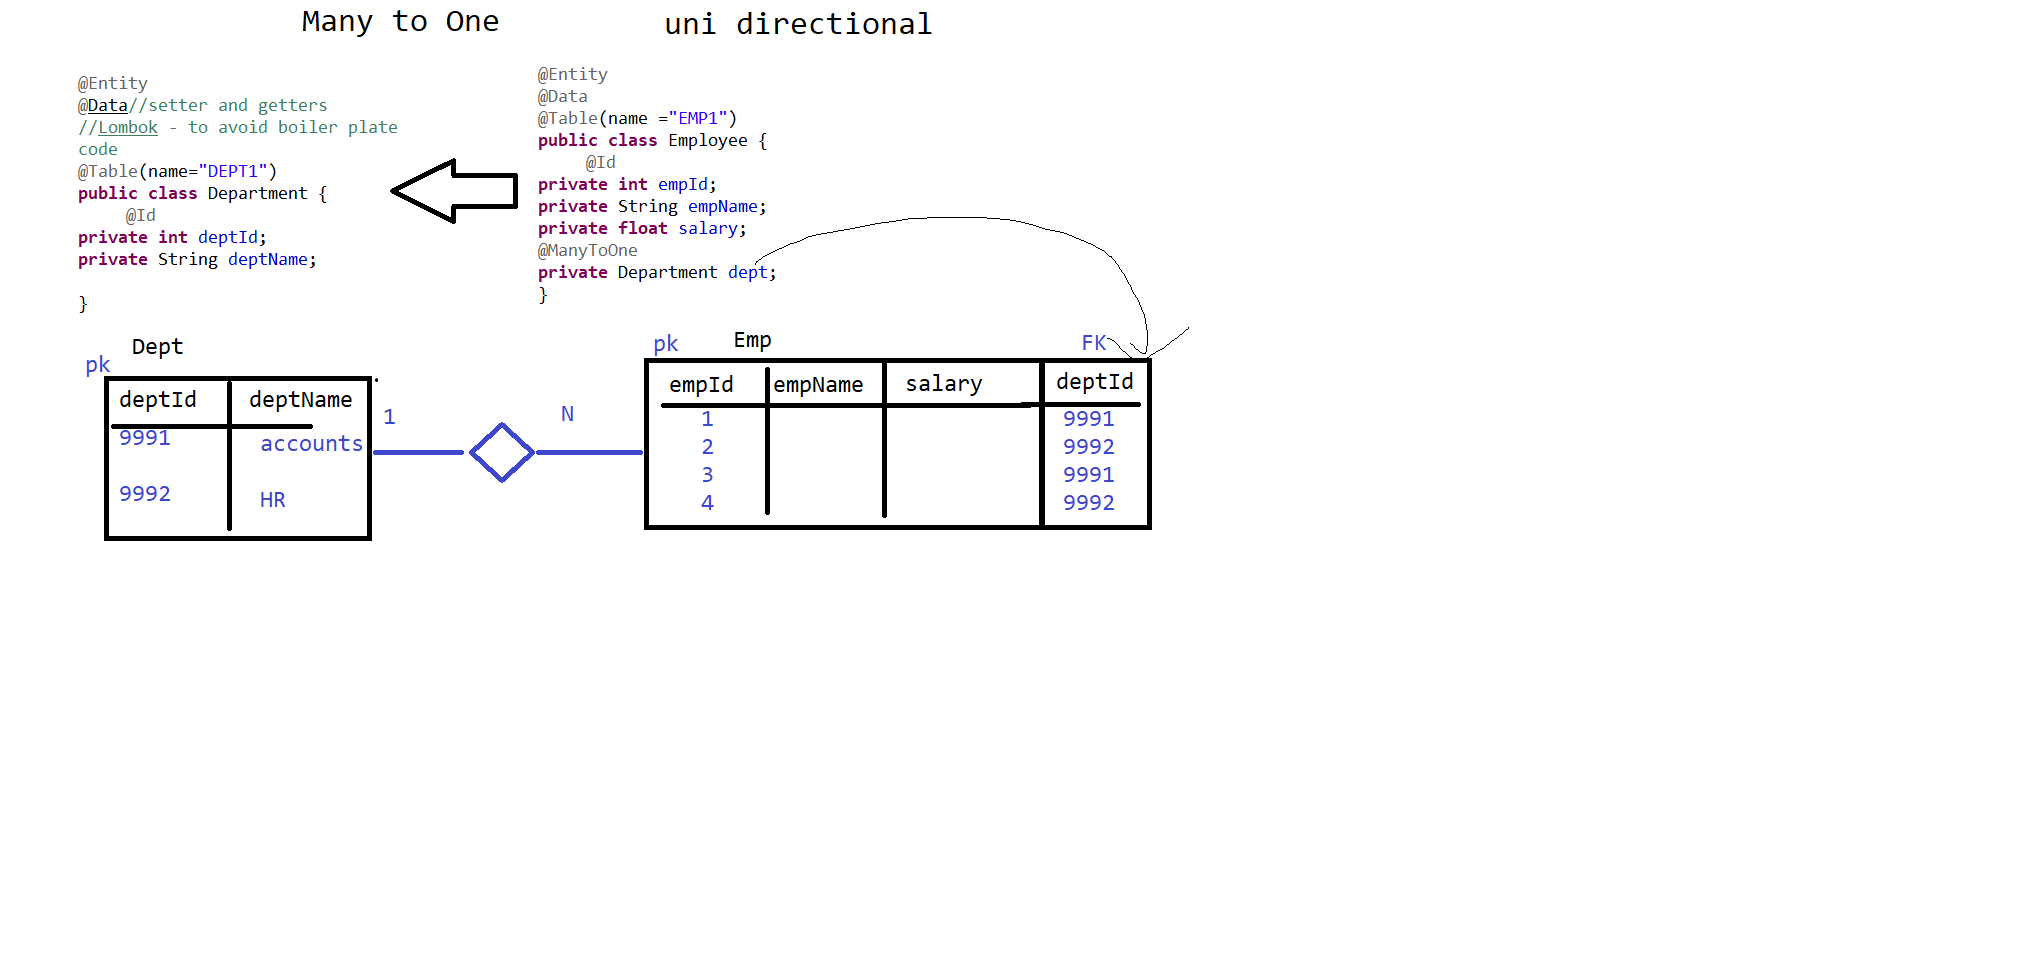 Many to One
uni directional
@Entity
@Data//setter and getters
//Lombok - to avoid boiler plate
code
@Table(name="DEPT1")
public class Department {
@Id
private int deptId;
private String deptName;
}
@Entity
@Data
@Table(name ="EMP1")
public class Employee {
@Id
private int empId;
private String empName;
private float salary;
@ManyToOne
private Department dept;
}
Dept
pk
deptId deptName
9991 accounts
9992 HR
1
N
pk
Emp
FK
empId empName salary deptId
1 9991
2 9992
3 9991
4 9992